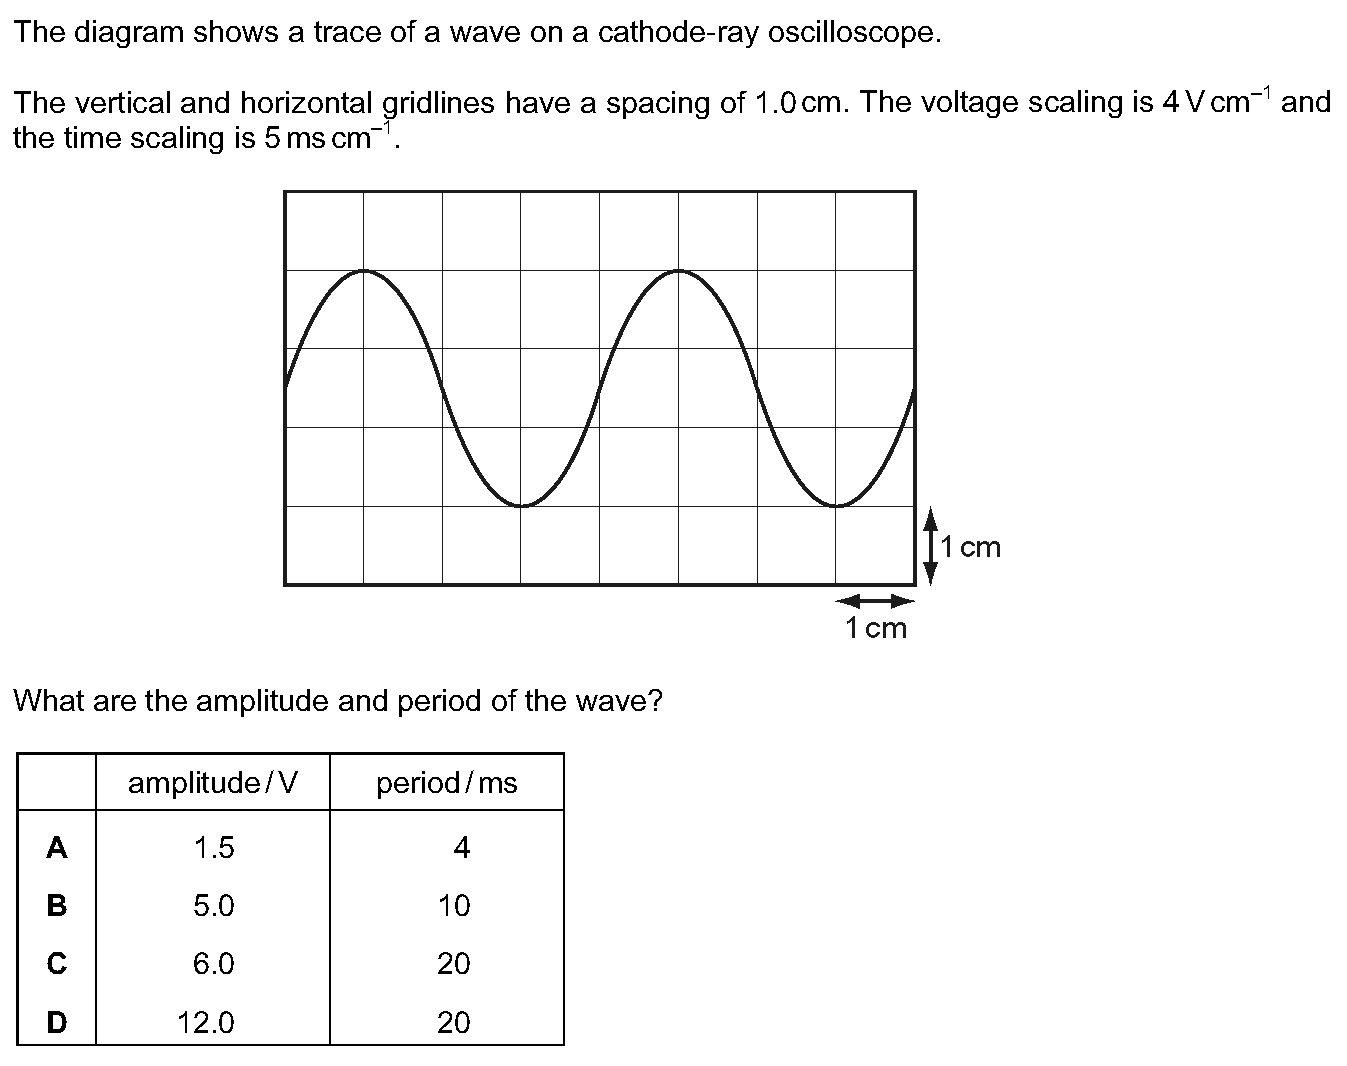 The diagram shows a trace of a wave on a cathode-ray oscilloscope.
The vertical and horizontal gridlines have a spacing of 1.0 cm. The voltage scaling is 4 V cm⁻¹ and
the time scaling is 5 ms cm⁻¹.
1 cm
1 cm
What are the amplitude and period of the wave?
amplitude / V period / ms
A 1.5 4
B 5.0 10
C 6.0 20
D 12.0 20